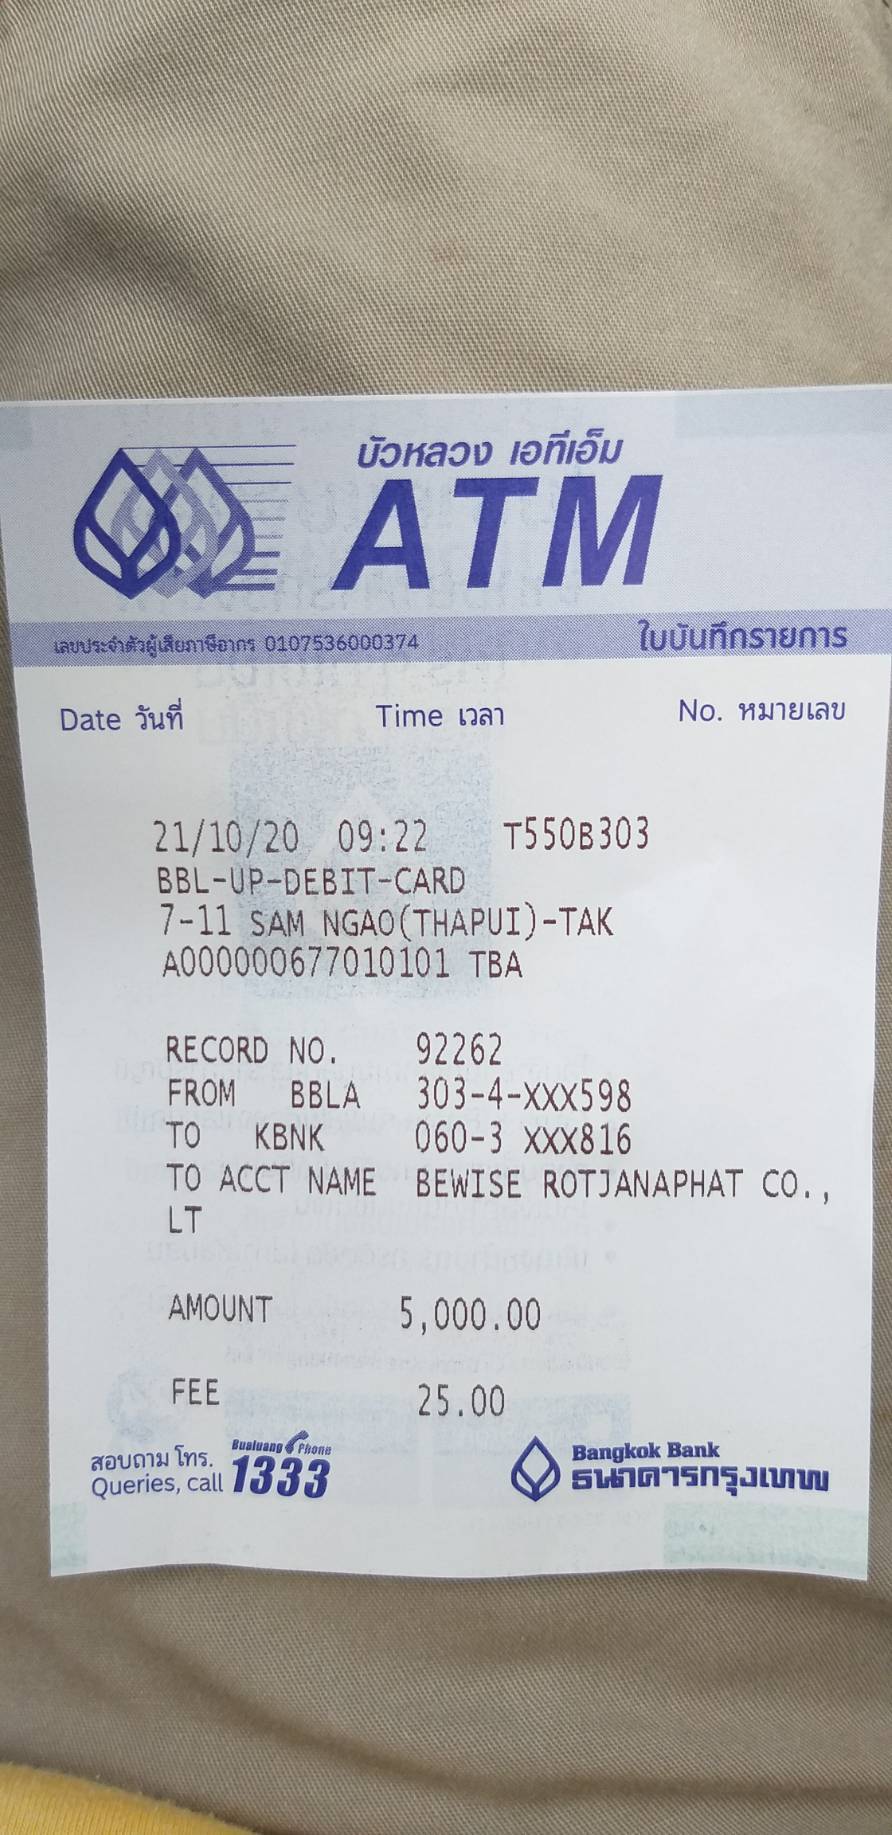 บัวหลวง เอทีเอ็ม
ATM
เลขประจำตัวผู้เสียภาษีอากร 0107536000374 ใบบันทึกรายการ
Date วันที่ Time เวลา No. หมายเลข
21/10/20 09:22 T550B303
BBL-UP-DEBIT-CARD
7-11 SAM NGAO(THAPUI)-TAK
A000000677010101 TBA
RECORD NO. 92262
FROM BBLA 303-4-XXX598
TO KBNK 060-3 XXX816
TO ACCT NAME BEWISE ROTJANAPHAT CO.,
LT
AMOUNT 5,000.00
FEE 25.00
สอบถาม โทร. Bualuang Phone
Queries, call 1333
Bangkok Bank
ธนาคารกรุงเทพ